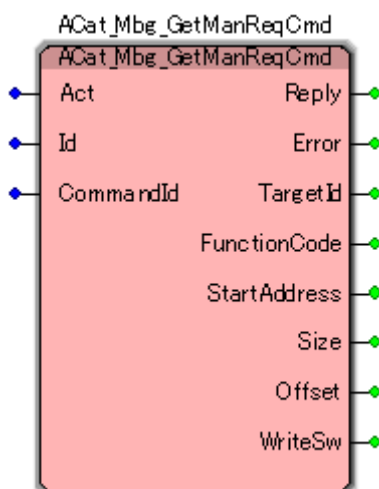 ACat_Mbg_GetManReqCmd
ACat_Mbg_GetManReqCmd
Act Reply
Id Error
CommandId TargetId
FunctionCode
StartAddress
Size
Offset
WriteSw